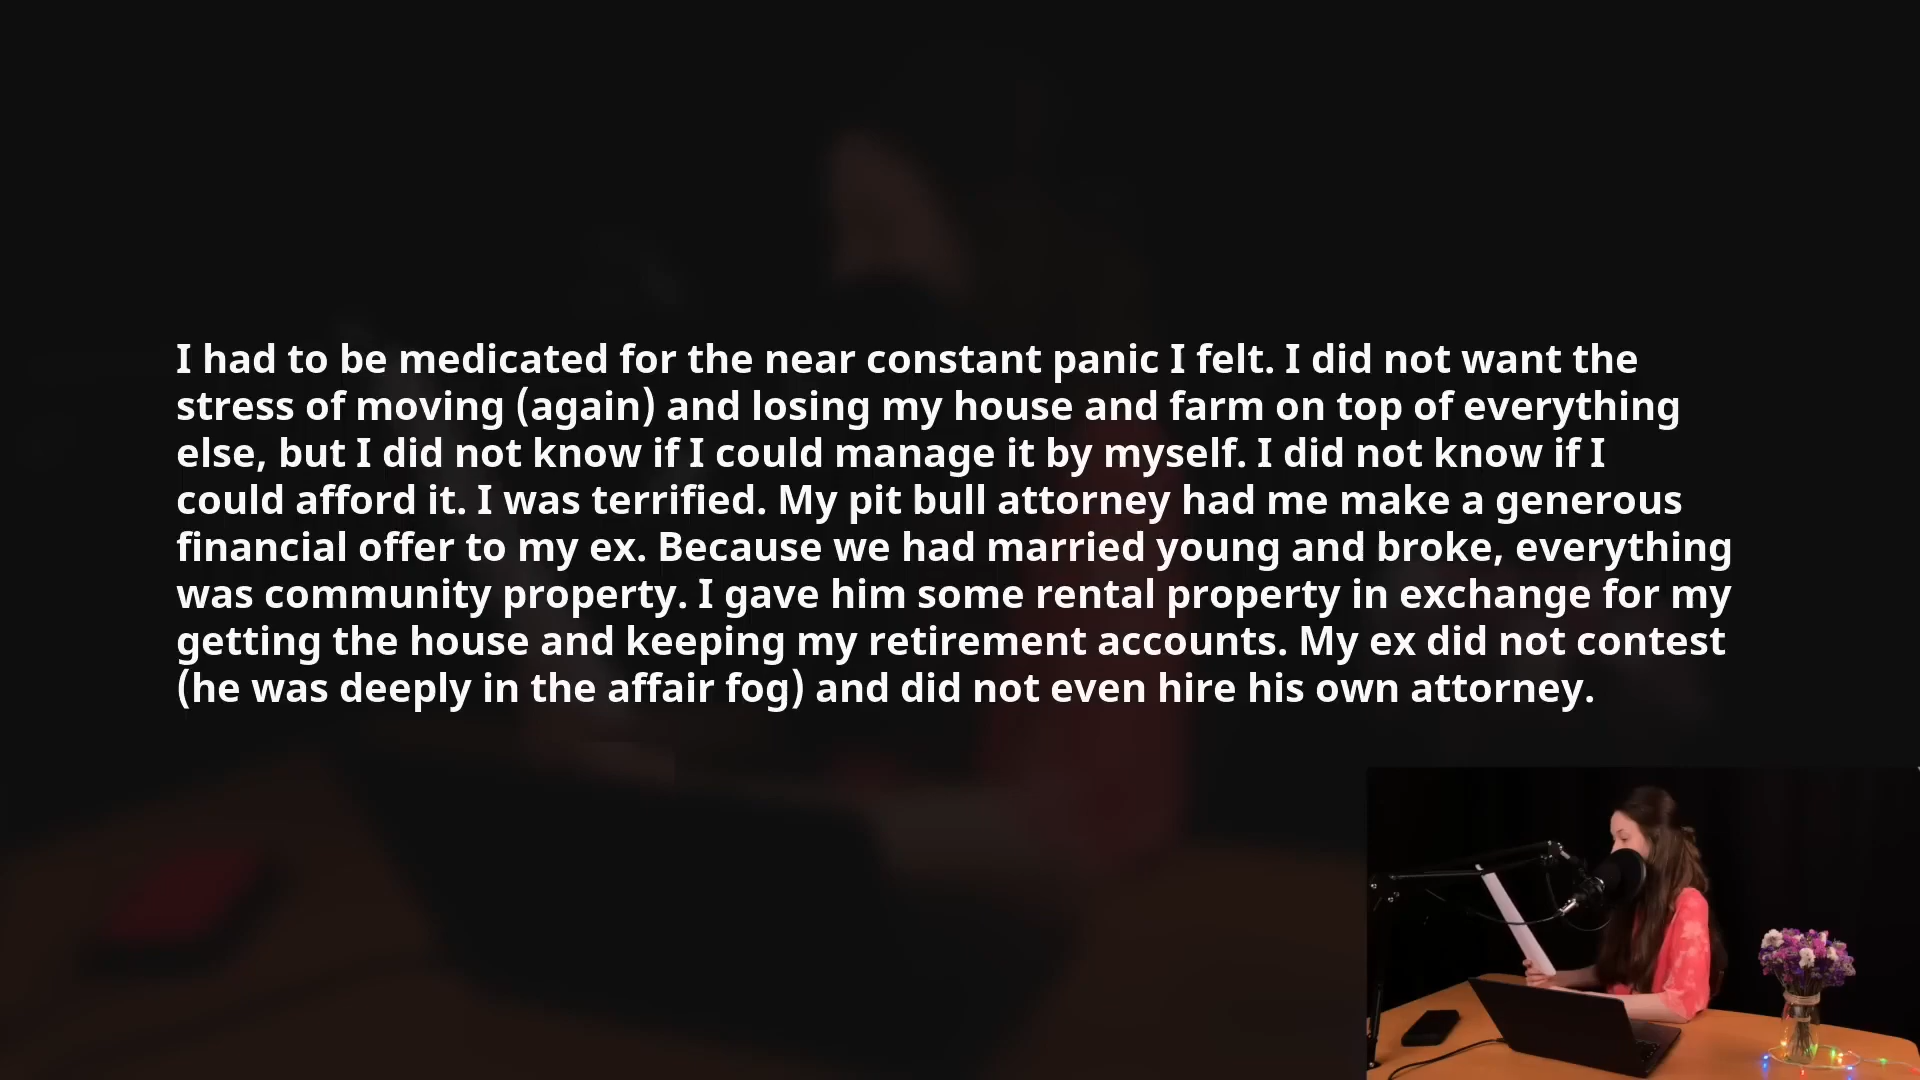 I had to be medicated for the near constant panic I felt. I did not want the
stress of moving (again) and losing my house and farm on top of everything
else, but I did not know if I could manage it by myself. I did not know if I
could afford it. I was terrified. My pit bull attorney had me make a generous
financial offer to my ex. Because we had married young and broke, everything
was community property. I gave him some rental property in exchange for my
getting the house and keeping my retirement accounts. My ex did not contest
(he was deeply in the affair fog) and did not even hire his own attorney.